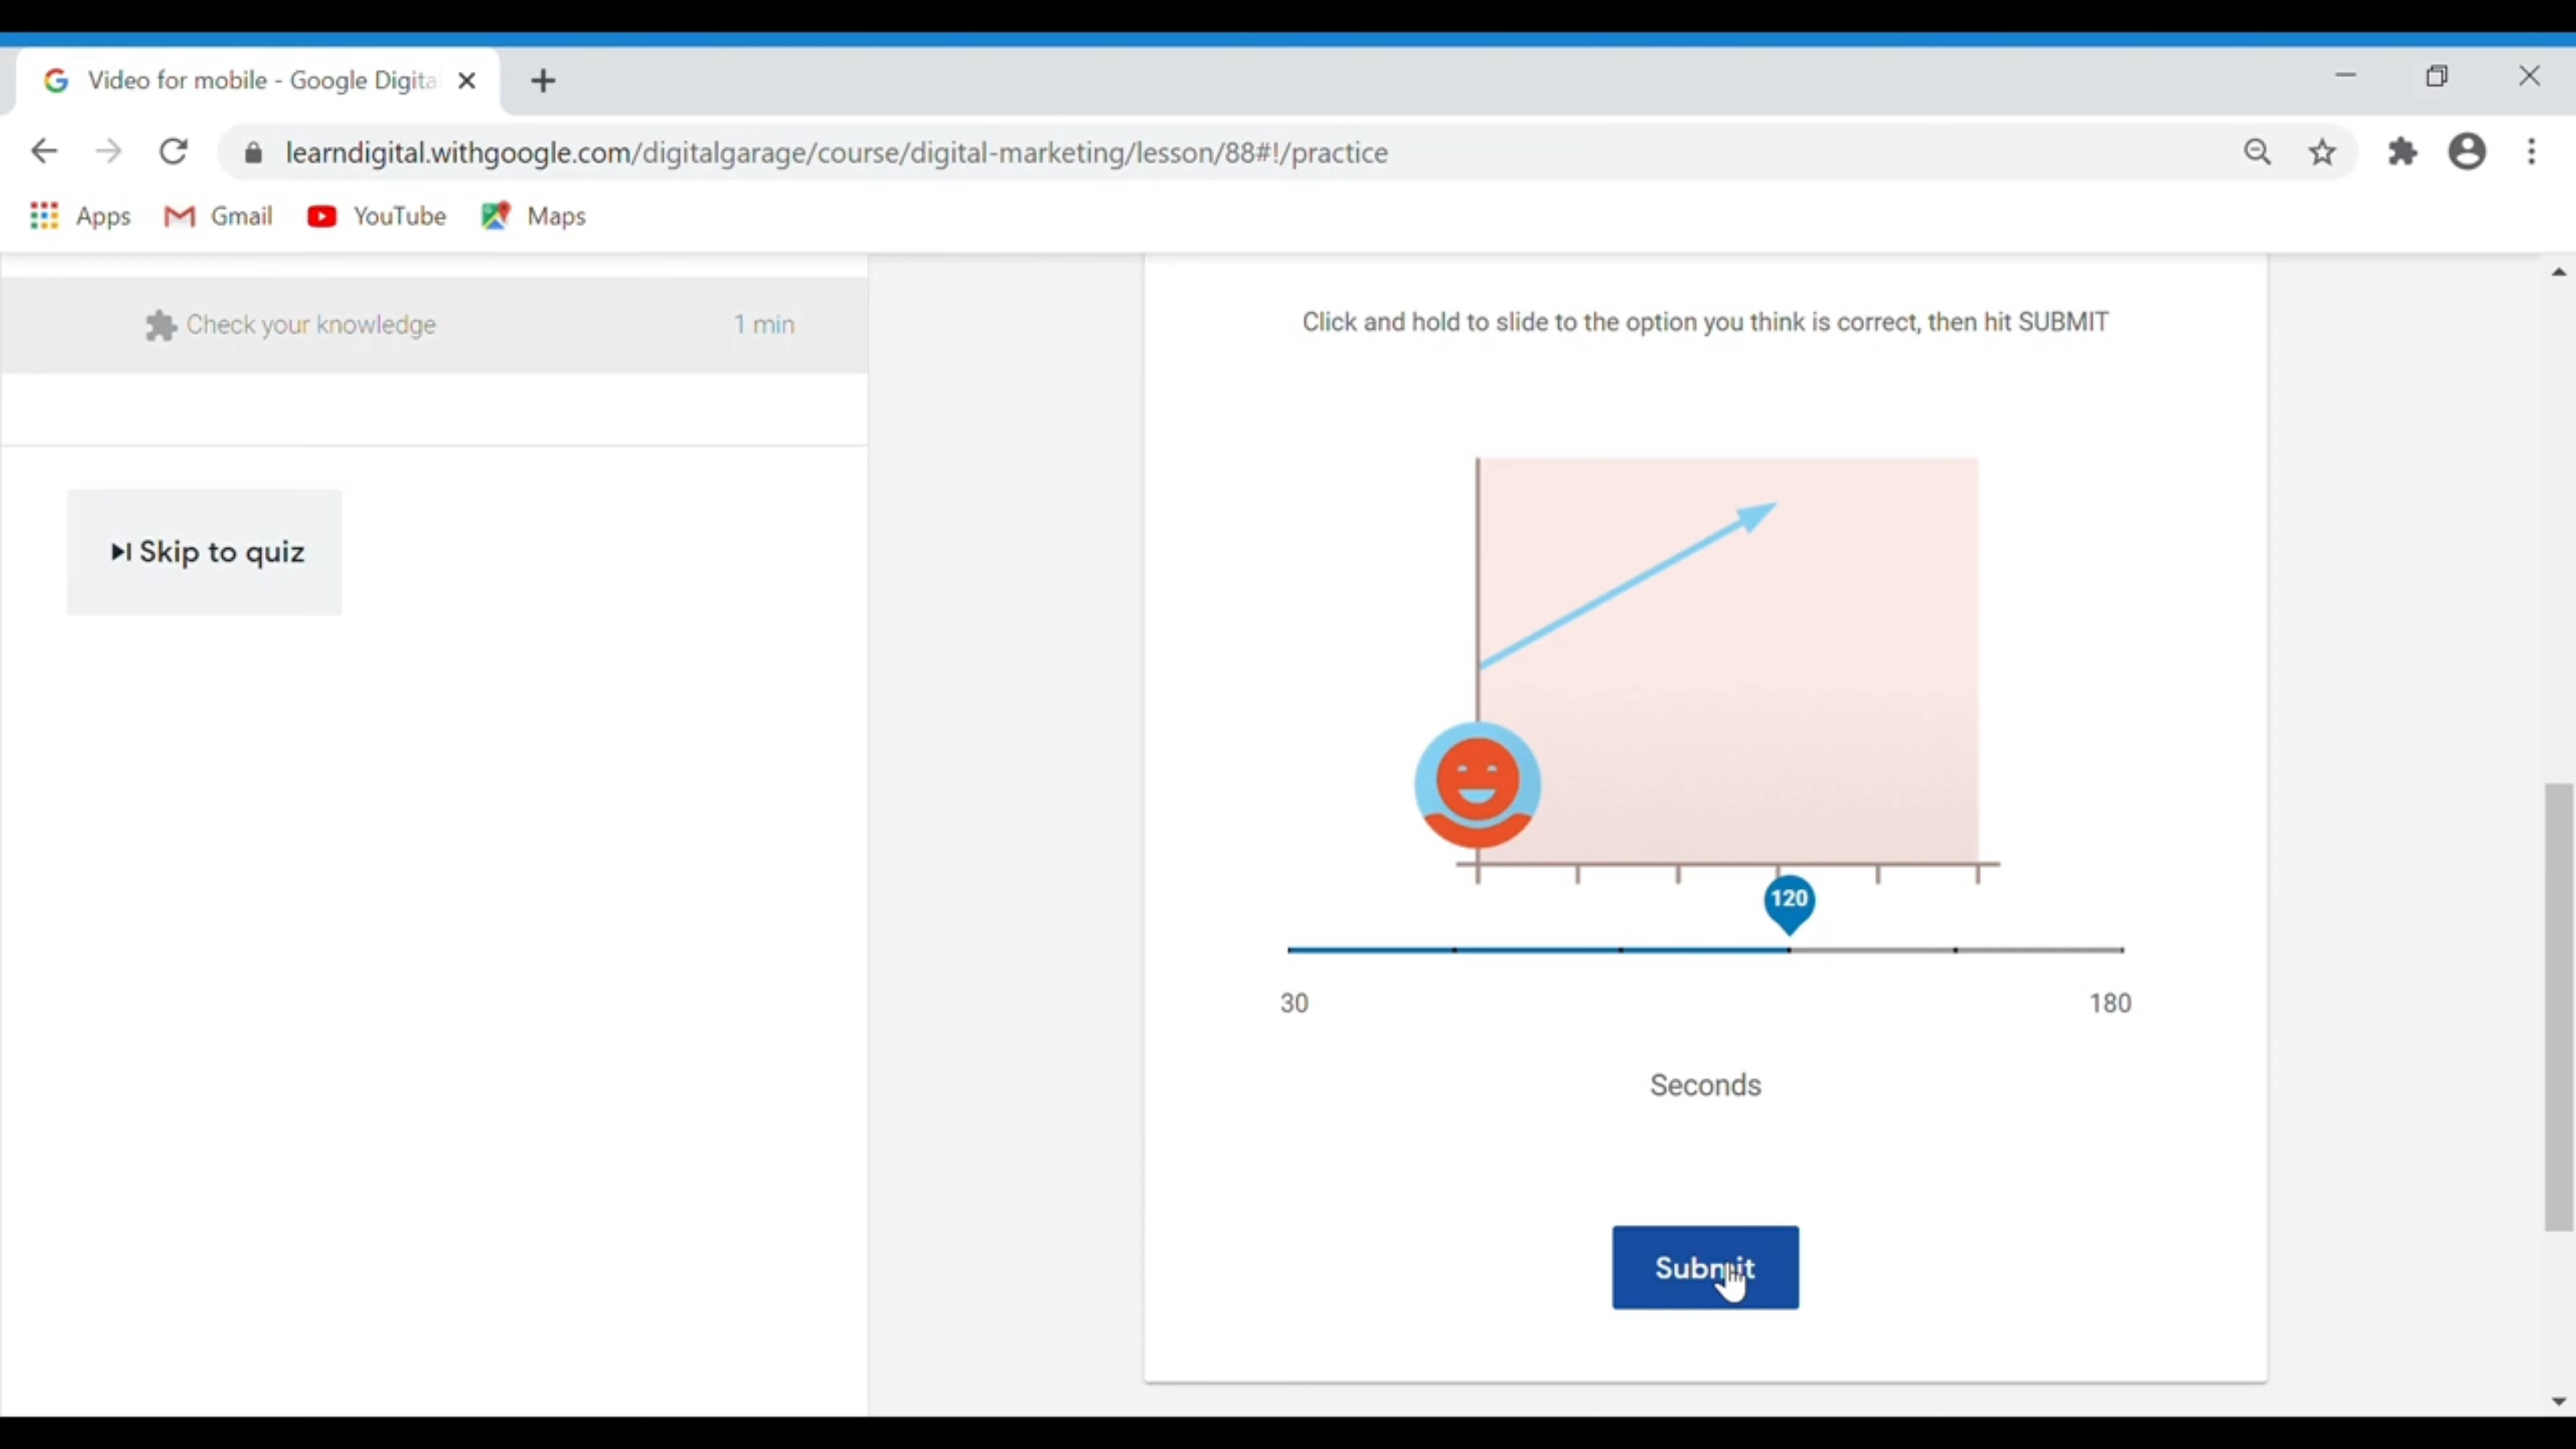 Video for mobile - Google Digita
learndigital.withgoogle.com/digitalgarage/course/digital-marketing/lesson/88#!/practice
Apps Gmail YouTube Maps
Check your knowledge 1 min
Skip to quiz
Click and hold to slide to the option you think is correct, then hit SUBMIT
120
30 180
Seconds
Submit